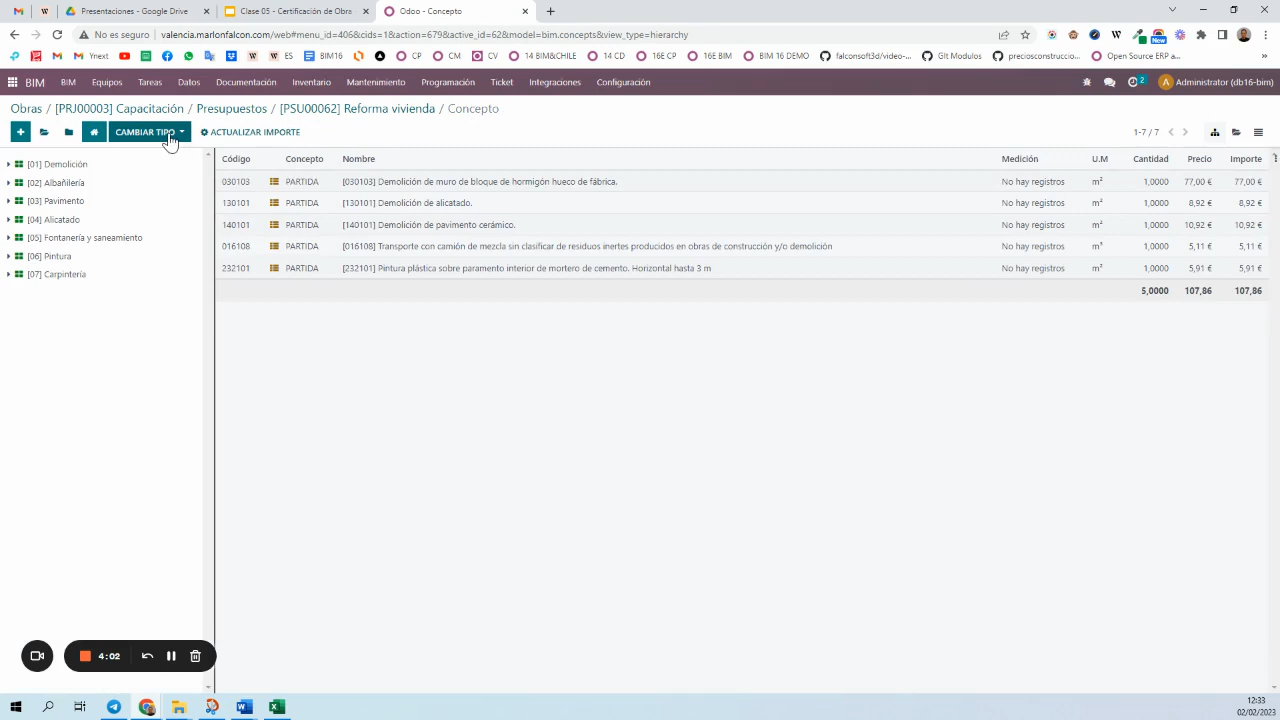 Presentaciones - Google Drive
Clase 05 - Certificación de Obra
Odoo - Concepto
No es seguro
valencia.marlonfalcon.com/web#menu_id=406&cids=1&action=679&active_id=62&model=bim.concepts&view_type=hierarchy
Ynext
BIM16
ES
CP
CMF
CV
14 BIM&CHILE
14 CD
16E CP
16E BIM
BIM 16 DEMO
falconsoft3d/video-...
GIt Modulos
preciosconstruccio...
Open Source ERP a...
New
BIM
BIM
Equipos
Tareas
Datos
Documentación
Inventario
Mantenimiento
Programación
Ticket
Integraciones
Configuración
2
Administrator (db16-bim)
Obras / [PRJ00003] Capacitación / Presupuestos / [PSU00062] Reforma vivienda / Concepto
CAMBIAR TIPO
ACTUALIZAR IMPORTE
1-7 / 7
[01] Demolición
[02] Albañilería
[03] Pavimento
[04] Alicatado
[05] Fontanería y saneamiento
[06] Pintura
[07] Carpintería
Código Concepto Nombre Medición U.M Cantidad Precio Importe
030103 PARTIDA [030103] Demolición de muro de bloque de hormigón hueco de fábrica. No hay registros m² 1,0000 77,00 € 77,00 €
130101 PARTIDA [130101] Demolición de alicatado. No hay registros m² 1,0000 8,92 € 8,92 €
140101 PARTIDA [140101] Demolición de pavimento cerámico. No hay registros m² 1,0000 10,92 € 10,92 €
016108 PARTIDA [016108] Transporte con camión de mezcla sin clasificar de residuos inertes producidos en obras de construcción y/o demolición No hay registros m³ 1,0000 5,11 € 5,11 €
232101 PARTIDA [232101] Pintura plástica sobre paramento interior de mortero de cemento. Horizontal hasta 3 m No hay registros m² 1,0000 5,91 € 5,91 €
5,0000 107,86 107,86
4:02
12:33
02/02/2023